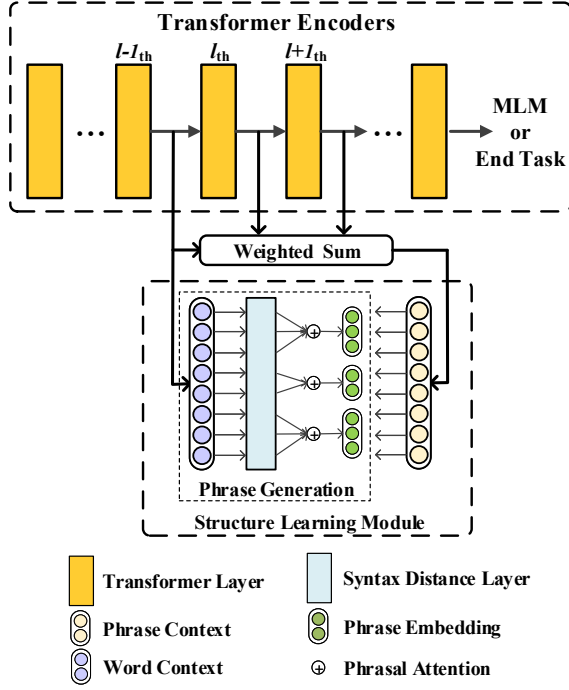 Transformer Encoders
l-1th lth l+1th
... ...
MLM
or
End Task
Weighted Sum
Phrase Generation
Structure Learning Module
Transformer Layer
Syntax Distance Layer
Phrase Context
Phrase Embedding
Word Context
Phrasal Attention